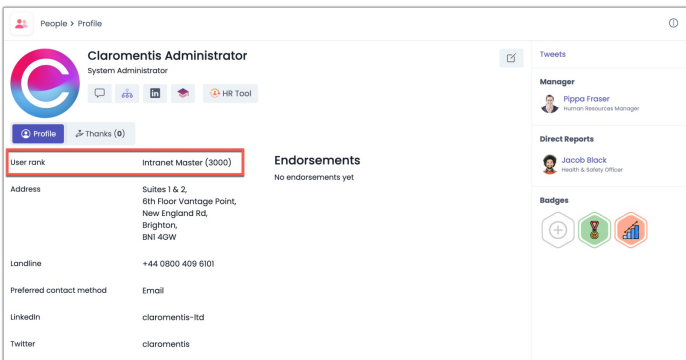 People > Profile
Claromentis Administrator
System Administrator
HR Tool
Profile
Thanks (0)
User rank
Intranet Master (3000)
Address
Suites 1 & 2,
6th Floor Vantage Point,
New England Rd,
Brighton,
BN1 4GW
Landline
+44 0800 409 6101
Preferred contact method
Email
LinkedIn
claromentis-ltd
Twitter
claromentis
Endorsements
No endorsements yet
Tweets
Manager
Pippa Fraser
Human Resources Manager
Direct Reports
Jacob Black
Health & Safety Officer
Badges